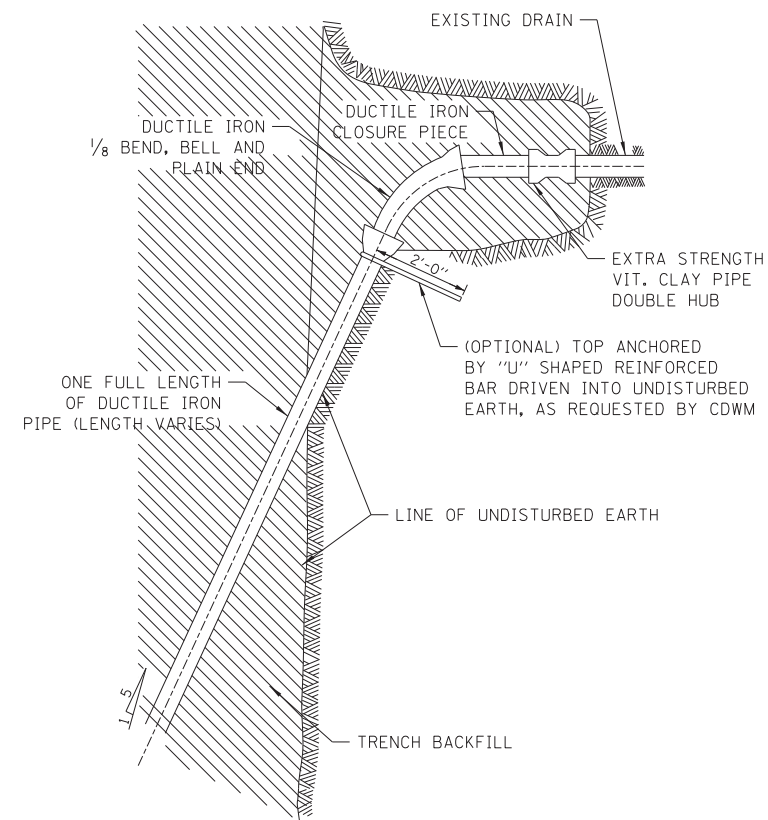 EXISTING DRAIN
DUCTILE IRON
CLOSURE PIECE
DUCTILE IRON
⅛ BEND, BELL AND
PLAIN END
2'-0"
EXTRA STRENGTH
VIT. CLAY PIPE
DOUBLE HUB
(OPTIONAL) TOP ANCHORED
BY "U" SHAPED REINFORCED
BAR DRIVEN INTO UNDISTURBED
EARTH, AS REQUESTED BY CDWM
ONE FULL LENGTH
OF DUCTILE IRON
PIPE (LENGTH VARIES)
LINE OF UNDISTURBED EARTH
5
1
TRENCH BACKFILL